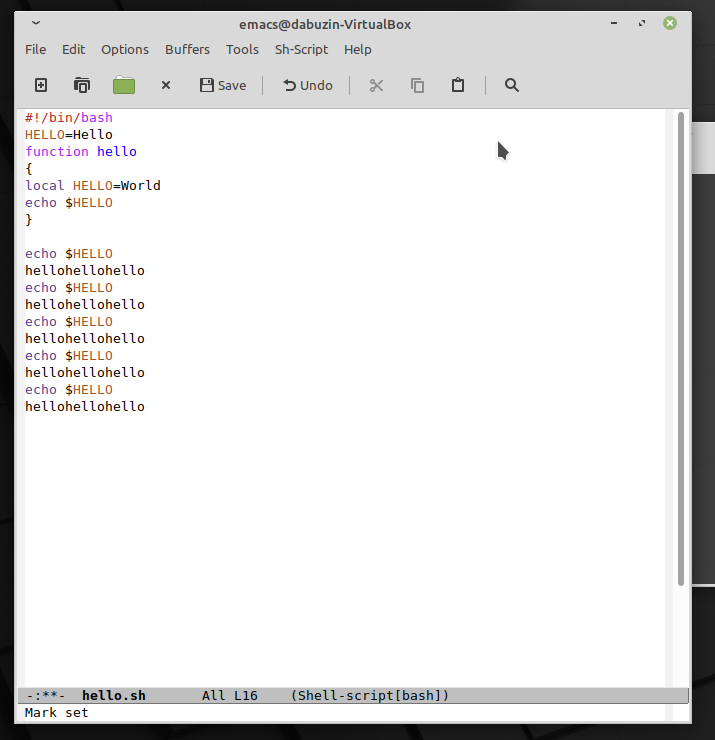 emacs@dabuzin-VirtualBox
File Edit Options Buffers Tools Sh-Script Help
Save Undo
#!/bin/bash
HELLO=Hello
function hello
{
local HELLO=World
echo $HELLO
}
echo $HELLO
hellohellohello
echo $HELLO
hellohellohello
echo $HELLO
hellohellohello
echo $HELLO
hellohellohello
echo $HELLO
hellohellohello
-:**- hello.sh All L16 (Shell-script[bash])
Mark set